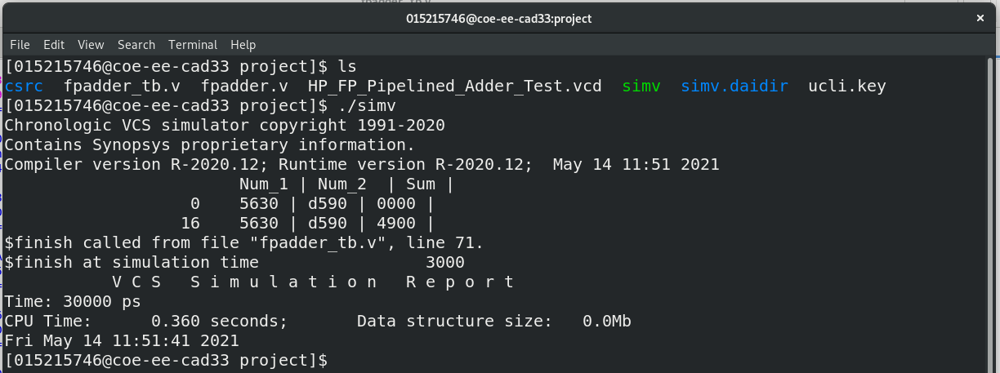 015215746@coe-ee-cad33:project
File Edit View Search Terminal Help
[015215746@coe-ee-cad33 project]$ ls
csrc fpadder_tb.v fpadder.v HP_FP_Pipelined_Adder_Test.vcd simv simv.daidir ucli.key
[015215746@coe-ee-cad33 project]$ ./simv
Chronologic VCS simulator copyright 1991-2020
Contains Synopsys proprietary information.
Compiler version R-2020.12; Runtime version R-2020.12;  May 14 11:51 2021
                        Num_1 | Num_2  | Sum |
                   0    5630 | d590 | 0000 |
                  16    5630 | d590 | 4900 |
$finish called from file "fpadder_tb.v", line 71.
$finish at simulation time                 3000
           V C S   S i m u l a t i o n   R e p o r t
Time: 30000 ps
CPU Time:      0.360 seconds;       Data structure size:   0.0Mb
Fri May 14 11:51:41 2021
[015215746@coe-ee-cad33 project]$